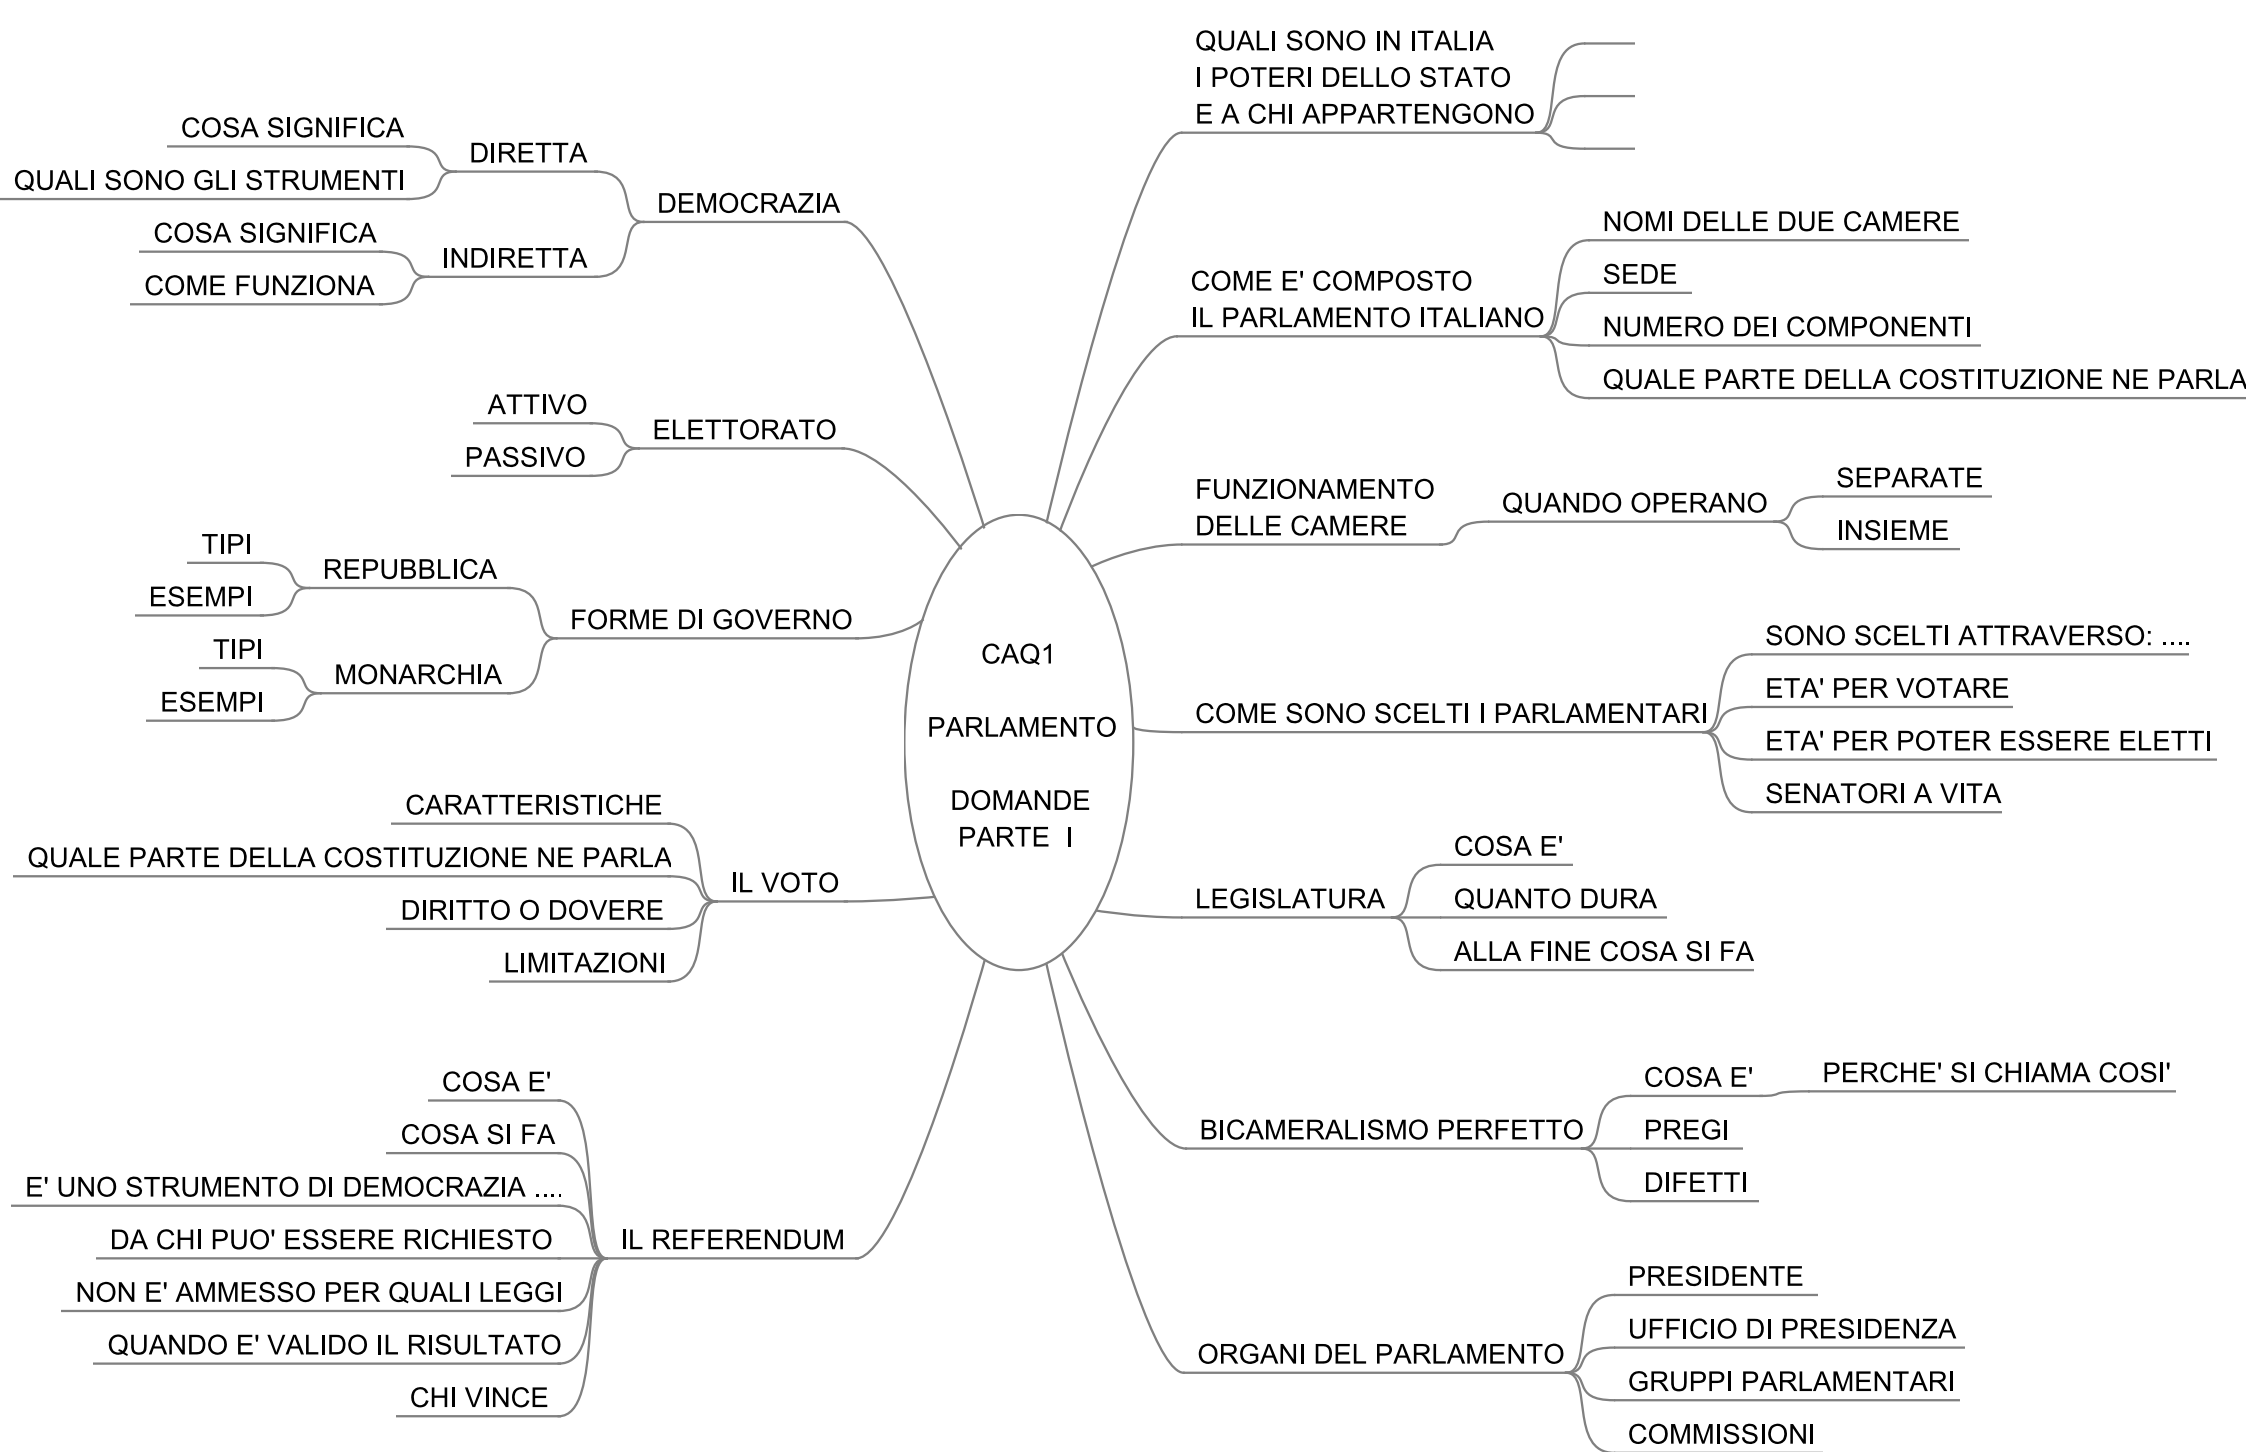 CAQ1
PARLAMENTO
DOMANDE
PARTE I
QUALI SONO IN ITALIA
I POTERI DELLO STATO
E A CHI APPARTENGONO
COME E' COMPOSTO
IL PARLAMENTO ITALIANO
NOMI DELLE DUE CAMERE
SEDE
NUMERO DEI COMPONENTI
QUALE PARTE DELLA COSTITUZIONE NE PARLA
FUNZIONAMENTO
DELLE CAMERE
QUANDO OPERANO
SEPARATE
INSIEME
COME SONO SCELTI I PARLAMENTARI
SONO SCELTI ATTRAVERSO: ....
ETA' PER VOTARE
ETA' PER POTER ESSERE ELETTI
SENATORI A VITA
LEGISLATURA
COSA E'
QUANTO DURA
ALLA FINE COSA SI FA
BICAMERALISMO PERFETTO
COSA E'
PERCHE' SI CHIAMA COSI'
PREGI
DIFETTI
ORGANI DEL PARLAMENTO
PRESIDENTE
UFFICIO DI PRESIDENZA
GRUPPI PARLAMENTARI
COMMISSIONI
DEMOCRAZIA
DIRETTA
COSA SIGNIFICA
QUALI SONO GLI STRUMENTI
INDIRETTA
COSA SIGNIFICA
COME FUNZIONA
ELETTORATO
ATTIVO
PASSIVO
FORME DI GOVERNO
REPUBBLICA
TIPI
ESEMPI
MONARCHIA
TIPI
ESEMPI
IL VOTO
CARATTERISTICHE
QUALE PARTE DELLA COSTITUZIONE NE PARLA
DIRITTO O DOVERE
LIMITAZIONI
IL REFERENDUM
COSA E'
COSA SI FA
E' UNO STRUMENTO DI DEMOCRAZIA ....
DA CHI PUO' ESSERE RICHIESTO
NON E' AMMESSO PER QUALI LEGGI
QUANDO E' VALIDO IL RISULTATO
CHI VINCE